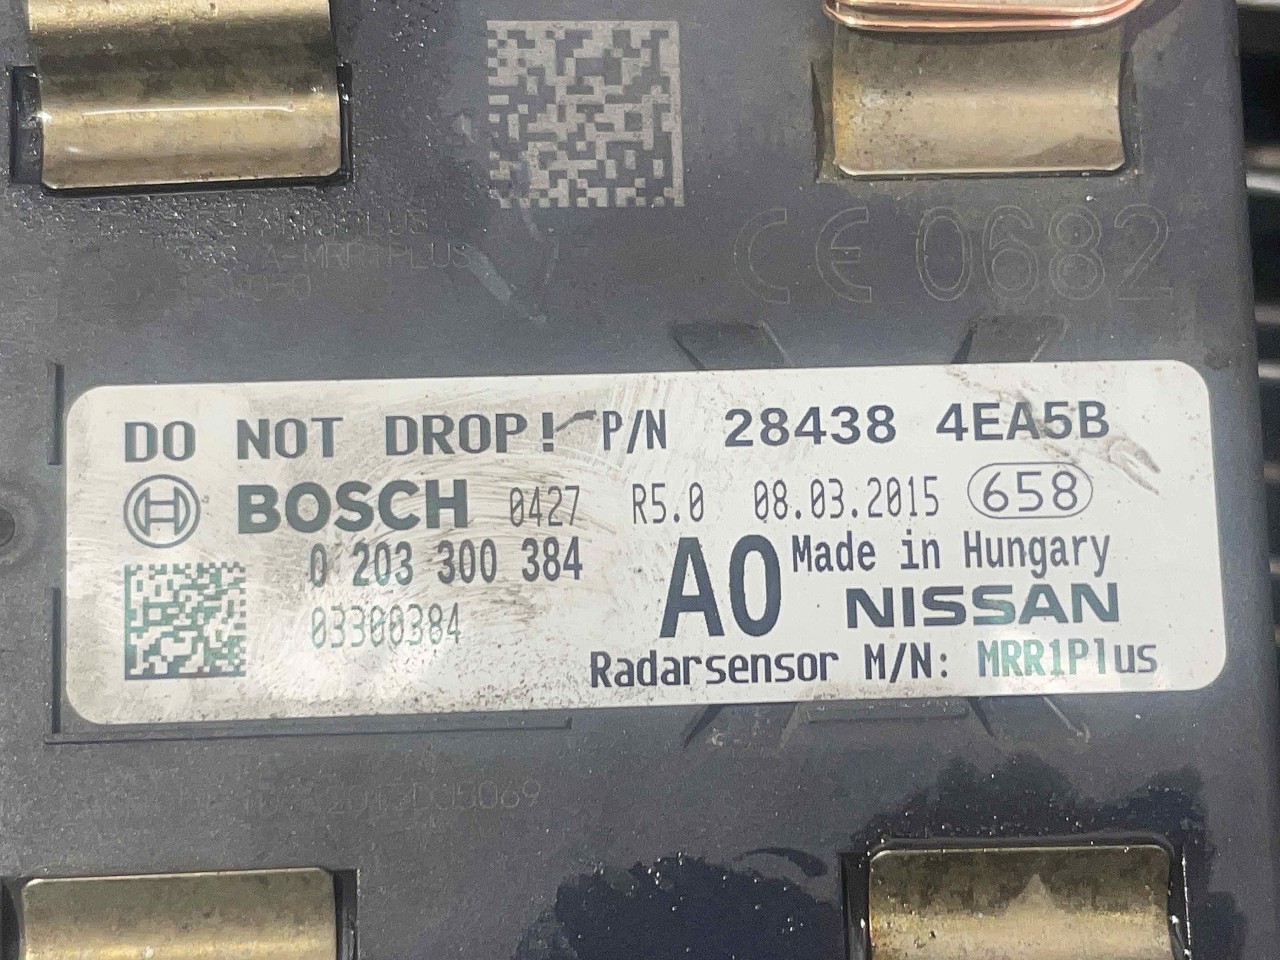 A-MRR1PLUS
CE 0682
DO NOT DROP! P/N 28438 4EA5B
BOSCH 0427 R5.0 08.03.2015 658
0 203 300 384 A0 Made in Hungary
03300384 NISSAN
Radarsensor M/N: MRR1Plus